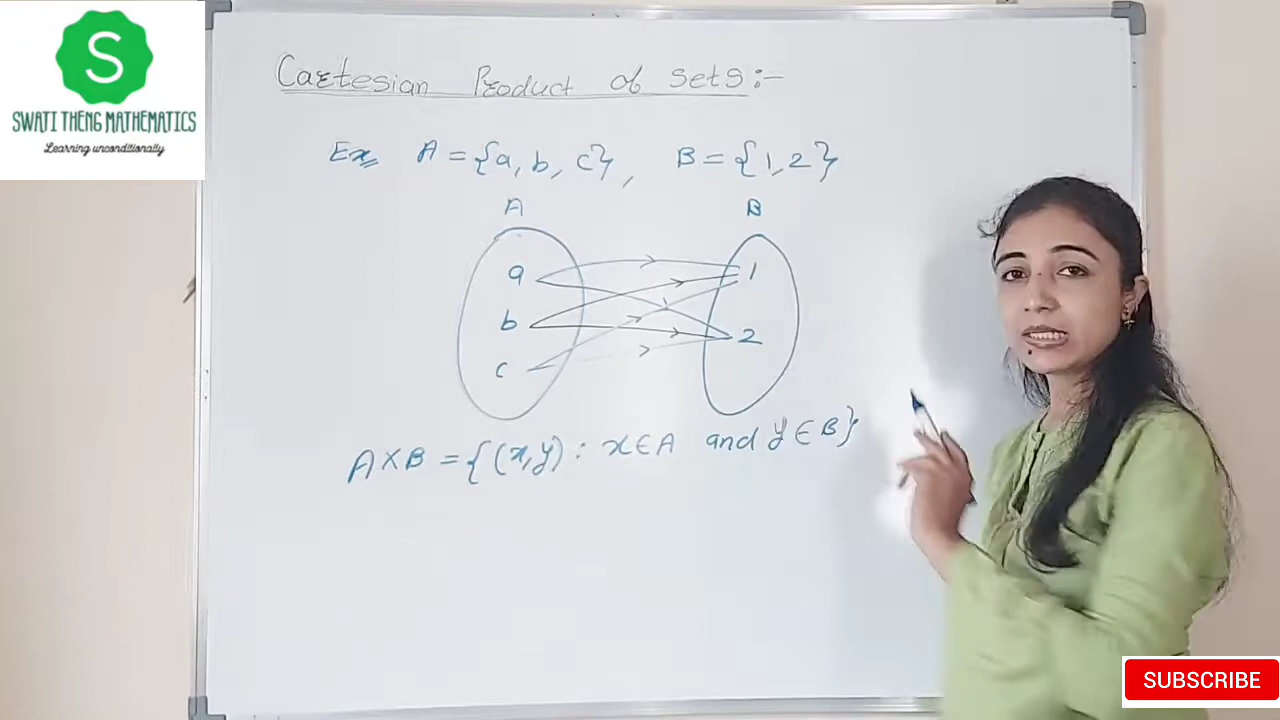 S
SWATI THENG MATHEMATICS
Learning unconditionally
Cartesian Product of sets:-
Ex, A = {a, b, c}, B = {1, 2}
A B
a 1
b
2
c
A×B = {(x,y) : x∈A and y∈B}
SUBSCRIBE